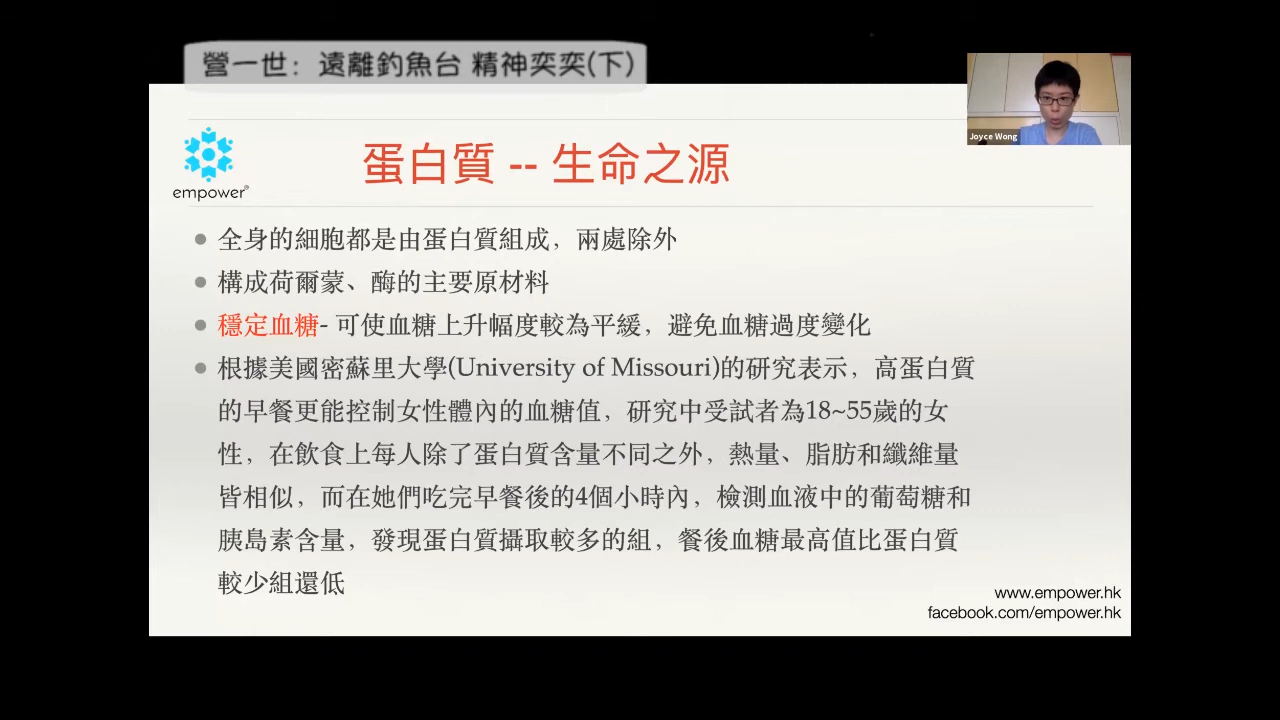 營一世：遠離釣魚台 精神奕奕(下)
Joyce Wong
empower®
蛋白質 -- 生命之源
全身的細胞都是由蛋白質組成，兩處除外
構成荷爾蒙、酶的主要原材料
穩定血糖- 可使血糖上升幅度較為平緩，避免血糖過度變化
根據美國密蘇里大學(University of Missouri)的研究表示，高蛋白質
的早餐更能控制女性體內的血糖值，研究中受試者為18~55歲的女
性，在飲食上每人除了蛋白質含量不同之外，熱量、脂肪和纖維量
皆相似，而在她們吃完早餐後的4個小時內，檢測血液中的葡萄糖和
胰島素含量，發現蛋白質攝取較多的組，餐後血糖最高值比蛋白質
較少組還低
www.empower.hk
facebook.com/empower.hk